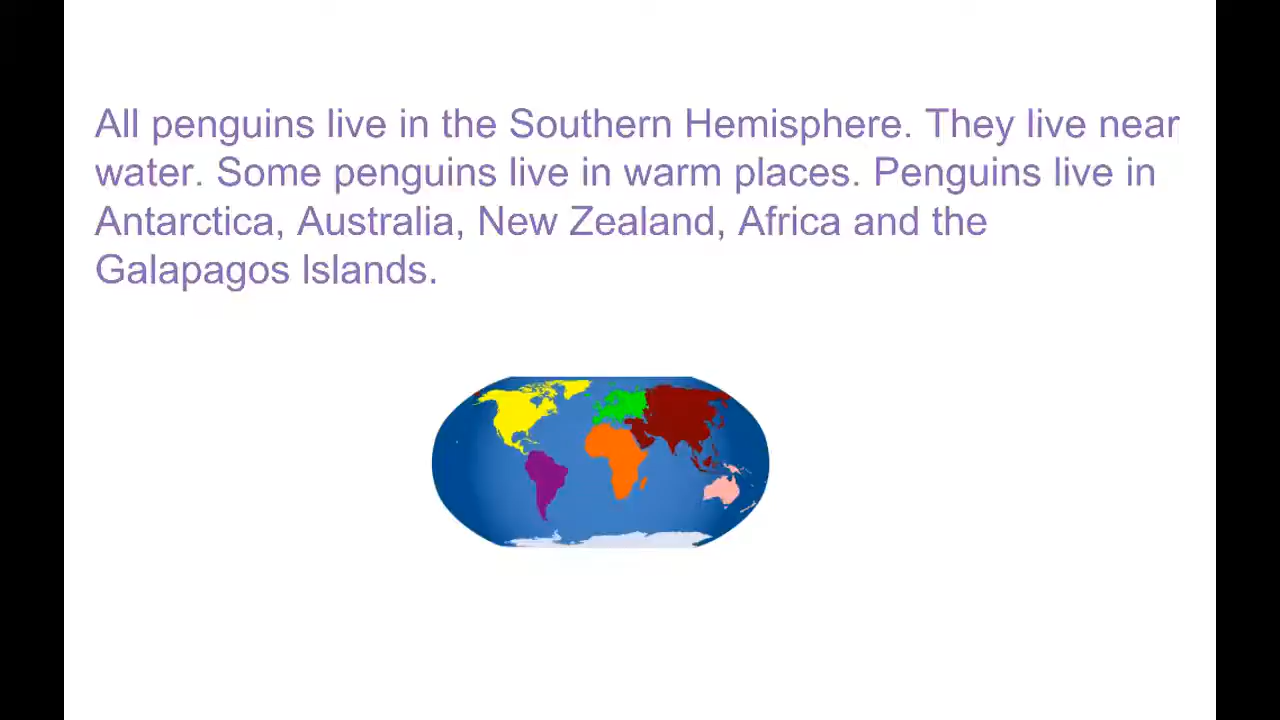 All penguins live in the Southern Hemisphere. They live near
water. Some penguins live in warm places. Penguins live in
Antarctica, Australia, New Zealand, Africa and the
Galapagos Islands.